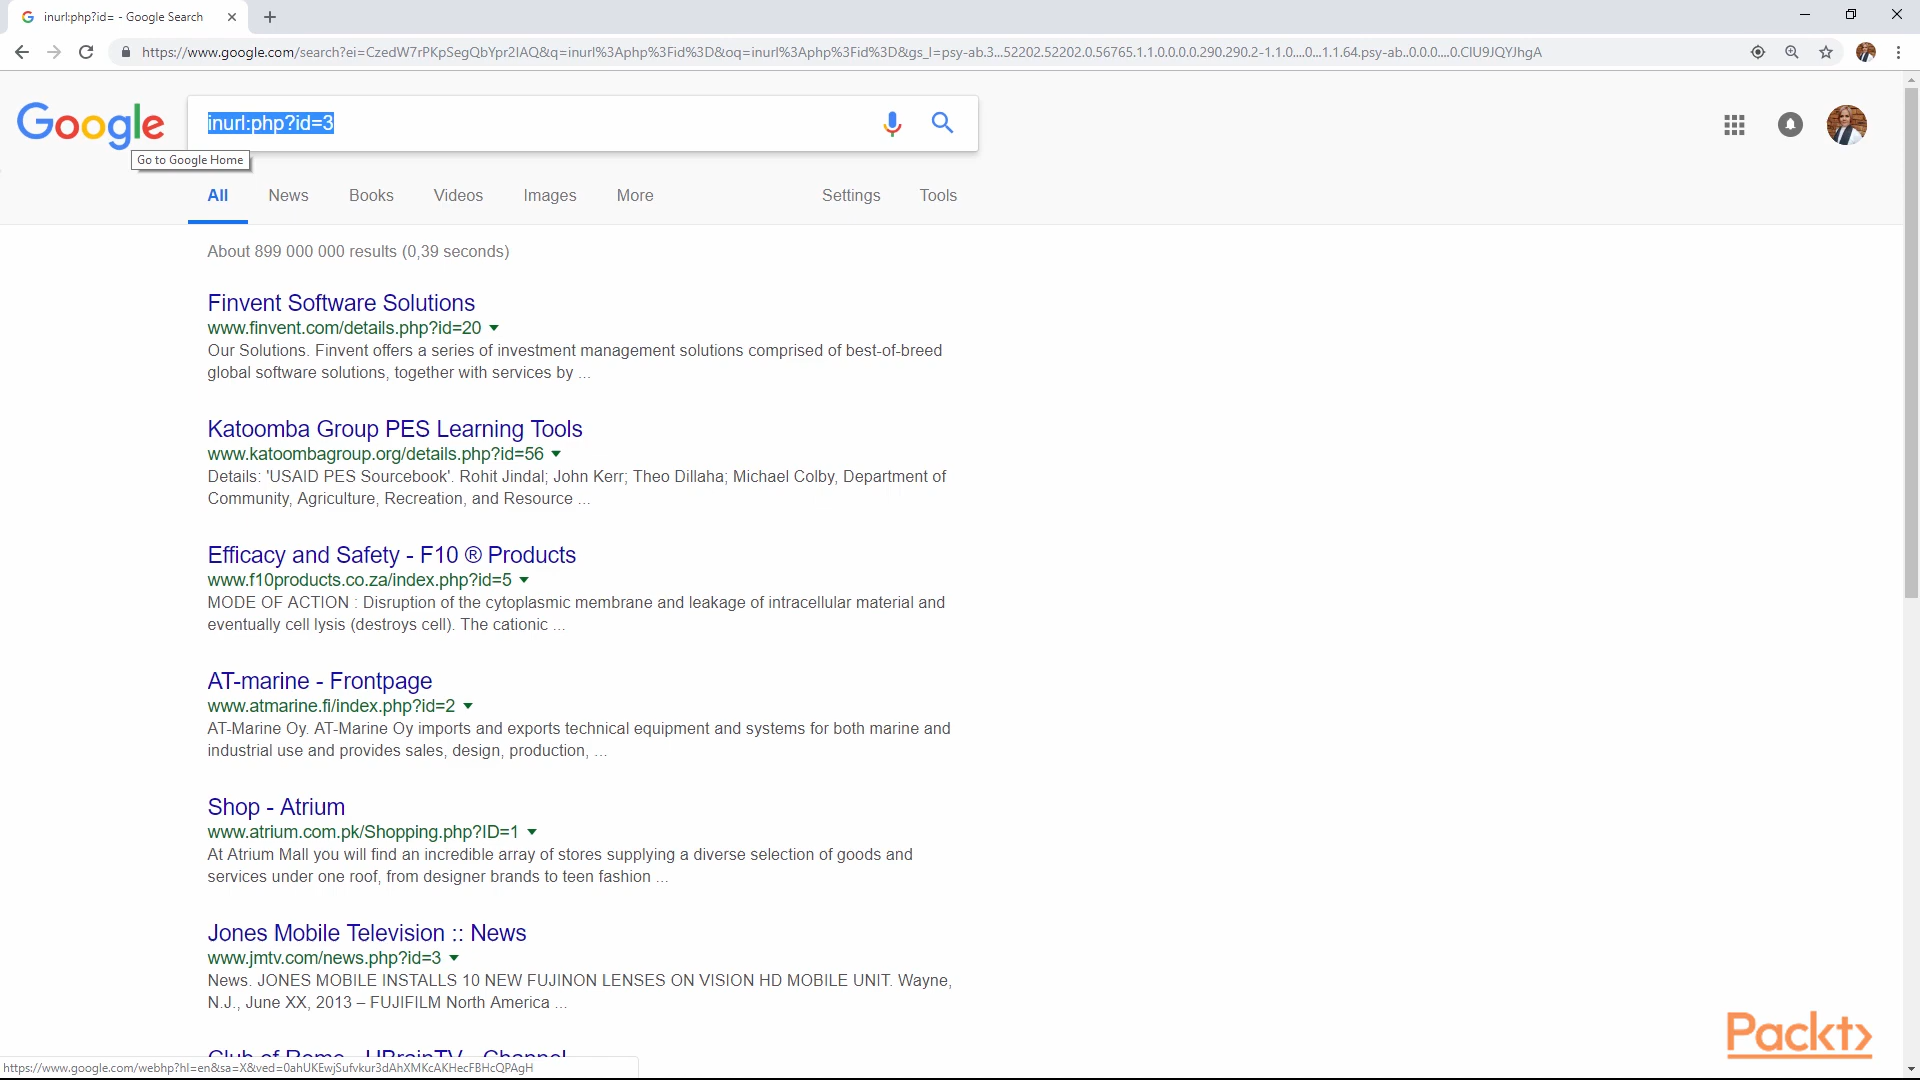 inurl:php?id= - Google Search
https://www.google.com/search?ei=CzedW7rPKpSegQbYpr2IAQ&q=inurl%3Aphp%3Fid%3D&oq=inurl%3Aphp%3Fid%3D&gs_l=psy-ab.3...52202.52202.0.56765.1.1.0.0.0.0.290.290.2-1.1.0....0...1.1.64.psy-ab..0.0.0....0.CIU9JQYJhgA
Google
inurl:php?id=3
Go to Google Home
All News Books Videos Images More Settings Tools
About 899 000 000 results (0,39 seconds)
Finvent Software Solutions
www.finvent.com/details.php?id=20
Our Solutions. Finvent offers a series of investment management solutions comprised of best-of-breed
global software solutions, together with services by ...
Katoomba Group PES Learning Tools
www.katoombagroup.org/details.php?id=56
Details: 'USAID PES Sourcebook'. Rohit Jindal; John Kerr; Theo Dillaha; Michael Colby, Department of
Community, Agriculture, Recreation, and Resource ...
Efficacy and Safety - F10 ® Products
www.f10products.co.za/index.php?id=5
MODE OF ACTION : Disruption of the cytoplasmic membrane and leakage of intracellular material and
eventually cell lysis (destroys cell). The cationic ...
AT-marine - Frontpage
www.atmarine.fi/index.php?id=2
AT-Marine Oy. AT-Marine Oy imports and exports technical equipment and systems for both marine and
industrial use and provides sales, design, production, ...
Shop - Atrium
www.atrium.com.pk/Shopping.php?ID=1
At Atrium Mall you will find an incredible array of stores supplying a diverse selection of goods and
services under one roof, from designer brands to teen fashion ...
Jones Mobile Television :: News
www.jmtv.com/news.php?id=3
News. JONES MOBILE INSTALLS 10 NEW FUJINON LENSES ON VISION HD MOBILE UNIT. Wayne,
N.J., June XX, 2013 – FUJIFILM North America ...
Club of Rome - UBrainTV - Channel
https://www.google.com/webhp?hl=en&sa=X&ved=0ahUKEwjSufvkur3dAhXMKcAKHecFBHcQPAgH
Packt>